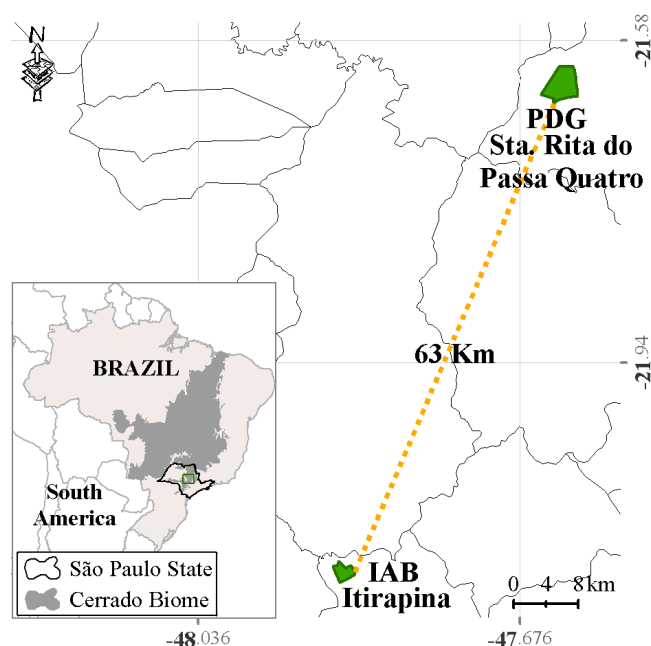 N
-21.58
PDG
Sta. Rita do
Passa Quatro
63 Km
-21.94
BRAZIL
South
America
São Paulo State
Cerrado Biome
IAB
Itirapina
0 4 8 km
-48.036
-47.676